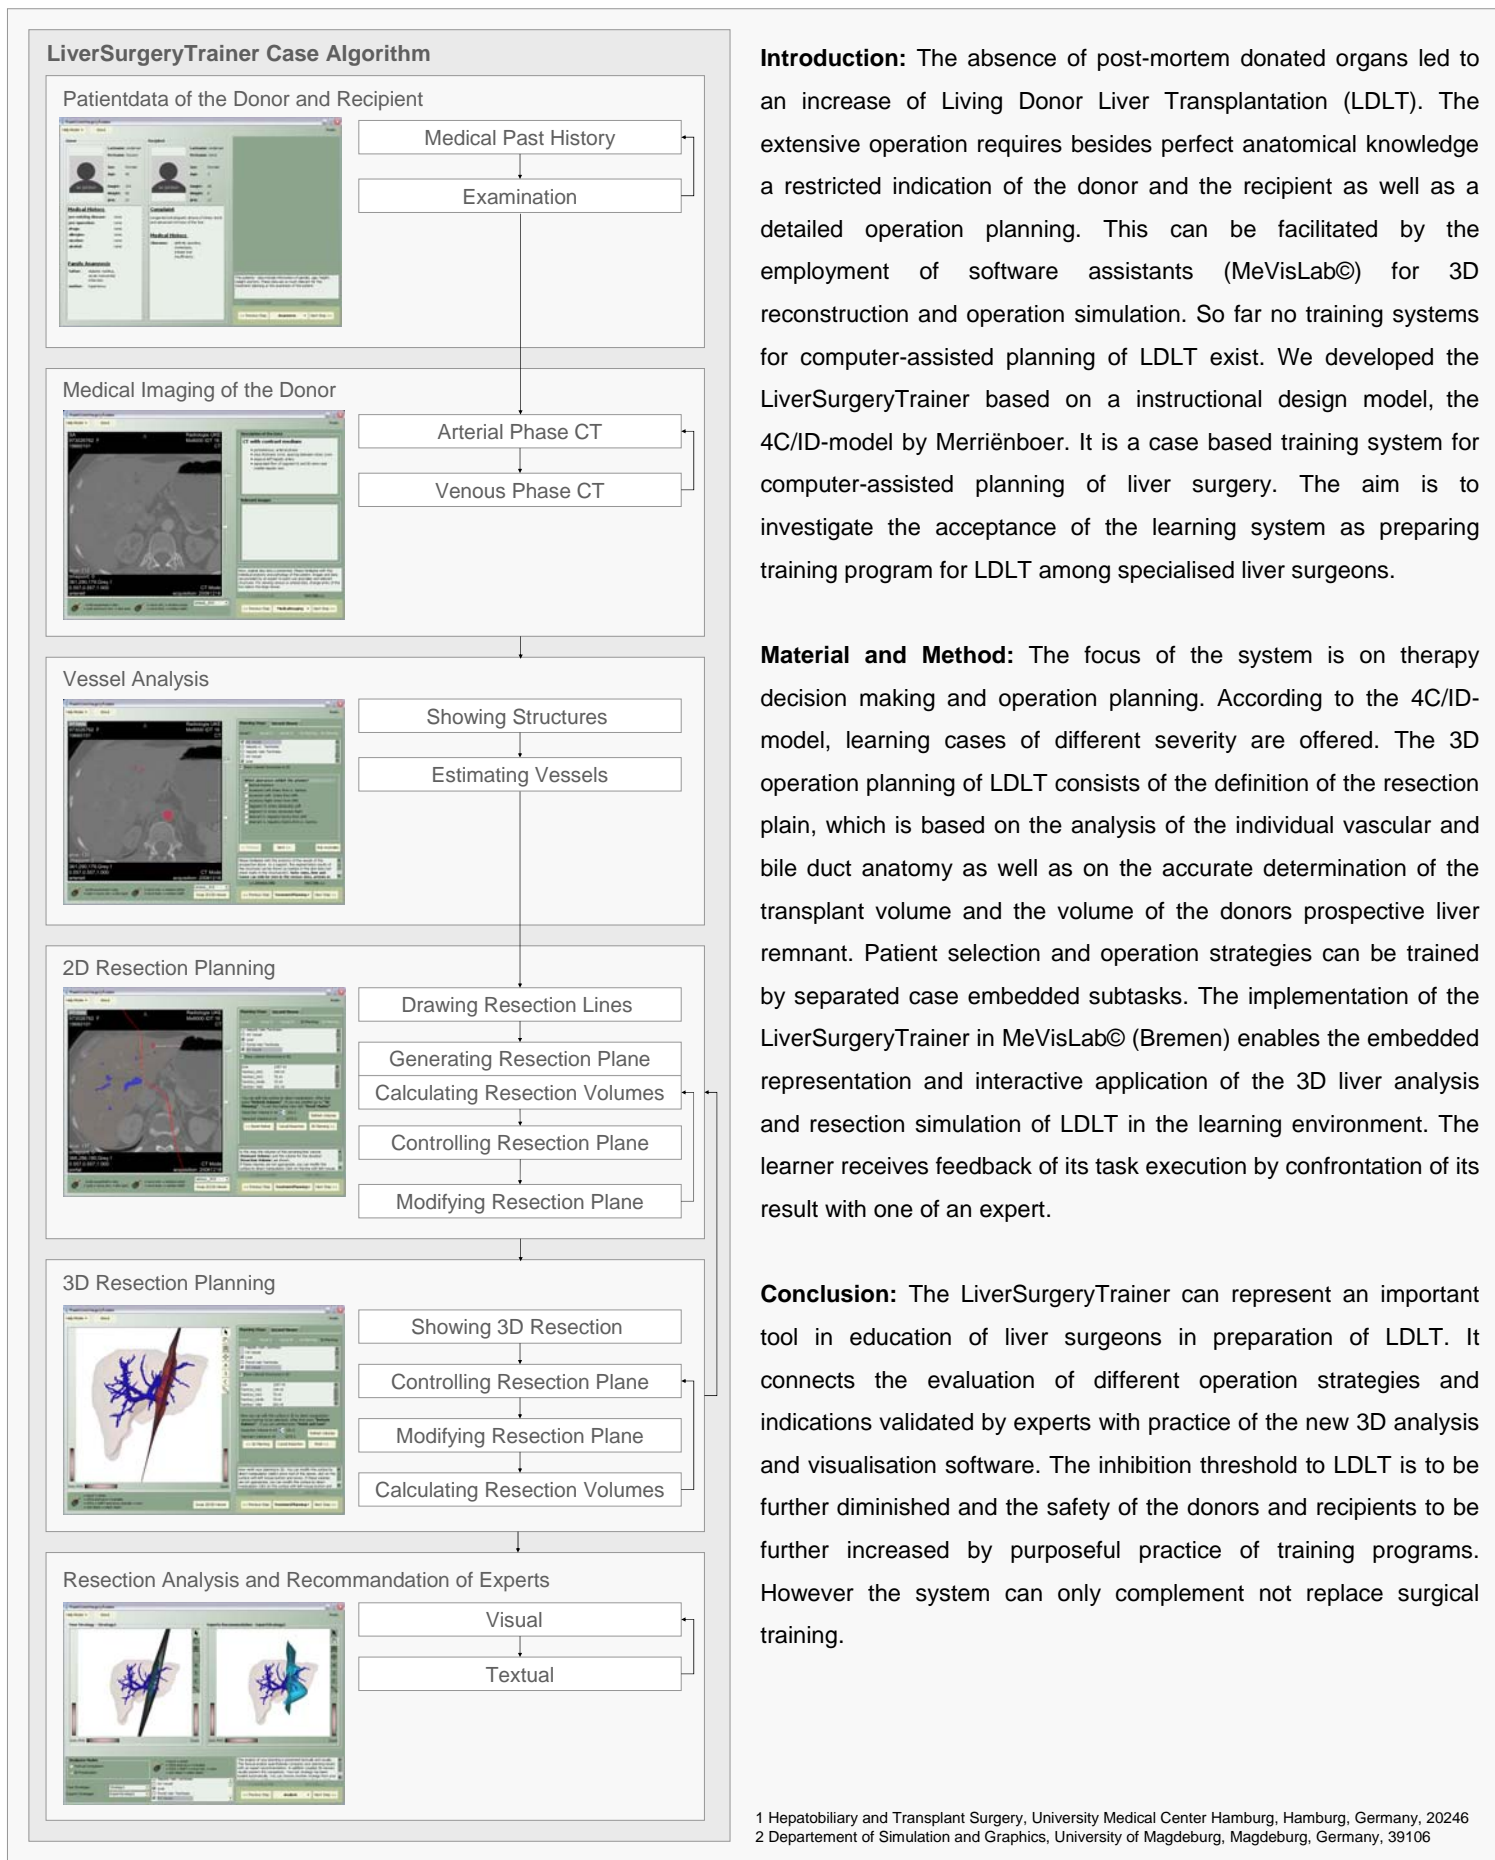 LiverSurgeryTrainer Case Algorithm
Patientdata of the Donor and Recipient
Medical Past History
Examination
Medical Imaging of the Donor
Arterial Phase CT
Venous Phase CT
Vessel Analysis
Showing Structures
Estimating Vessels
2D Resection Planning
Drawing Resection Lines
Generating Resection Plane
Calculating Resection Volumes
Controlling Resection Plane
Modifying Resection Plane
3D Resection Planning
Showing 3D Resection
Controlling Resection Plane
Modifying Resection Plane
Calculating Resection Volumes
Resection Analysis and Recommandation of Experts
Visual
Textual
Introduction: The absence of post-mortem donated organs led to
an increase of Living Donor Liver Transplantation (LDLT). The
extensive operation requires besides perfect anatomical knowledge
a restricted indication of the donor and the recipient as well as a
detailed operation planning. This can be facilitated by the
employment of software assistants (MeVisLab©) for 3D
reconstruction and operation simulation. So far no training systems
for computer-assisted planning of LDLT exist. We developed the
LiverSurgeryTrainer based on a instructional design model, the
4C/ID-model by Merriënboer. It is a case based training system for
computer-assisted planning of liver surgery. The aim is to
investigate the acceptance of the learning system as preparing
training program for LDLT among specialised liver surgeons.
Material and Method: The focus of the system is on therapy
decision making and operation planning. According to the 4C/ID-
model, learning cases of different severity are offered. The 3D
operation planning of LDLT consists of the definition of the resection
plain, which is based on the analysis of the individual vascular and
bile duct anatomy as well as on the accurate determination of the
transplant volume and the volume of the donors prospective liver
remnant. Patient selection and operation strategies can be trained
by separated case embedded subtasks. The implementation of the
LiverSurgeryTrainer in MeVisLab© (Bremen) enables the embedded
representation and interactive application of the 3D liver analysis
and resection simulation of LDLT in the learning environment. The
learner receives feedback of its task execution by confrontation of its
result with one of an expert.
Conclusion: The LiverSurgeryTrainer can represent an important
tool in education of liver surgeons in preparation of LDLT. It
connects the evaluation of different operation strategies and
indications validated by experts with practice of the new 3D analysis
and visualisation software. The inhibition threshold to LDLT is to be
further diminished and the safety of the donors and recipients to be
further increased by purposeful practice of training programs.
However the system can only complement not replace surgical
training.
1 Hepatobiliary and Transplant Surgery, University Medical Center Hamburg, Hamburg, Germany, 20246
2 Departement of Simulation and Graphics, University of Magdeburg, Magdeburg, Germany, 39106